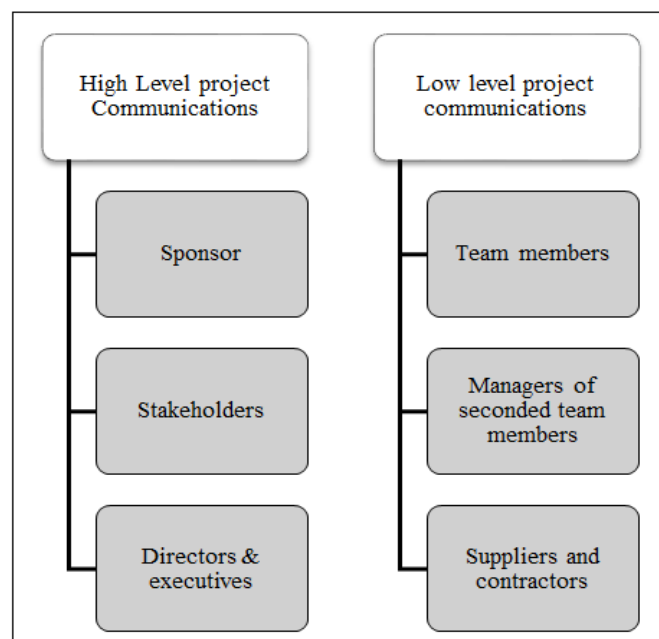 High Level project
Communications
Sponsor
Stakeholders
Directors &
executives
Low level project
communications
Team members
Managers of
seconded team
members
Suppliers and
contractors